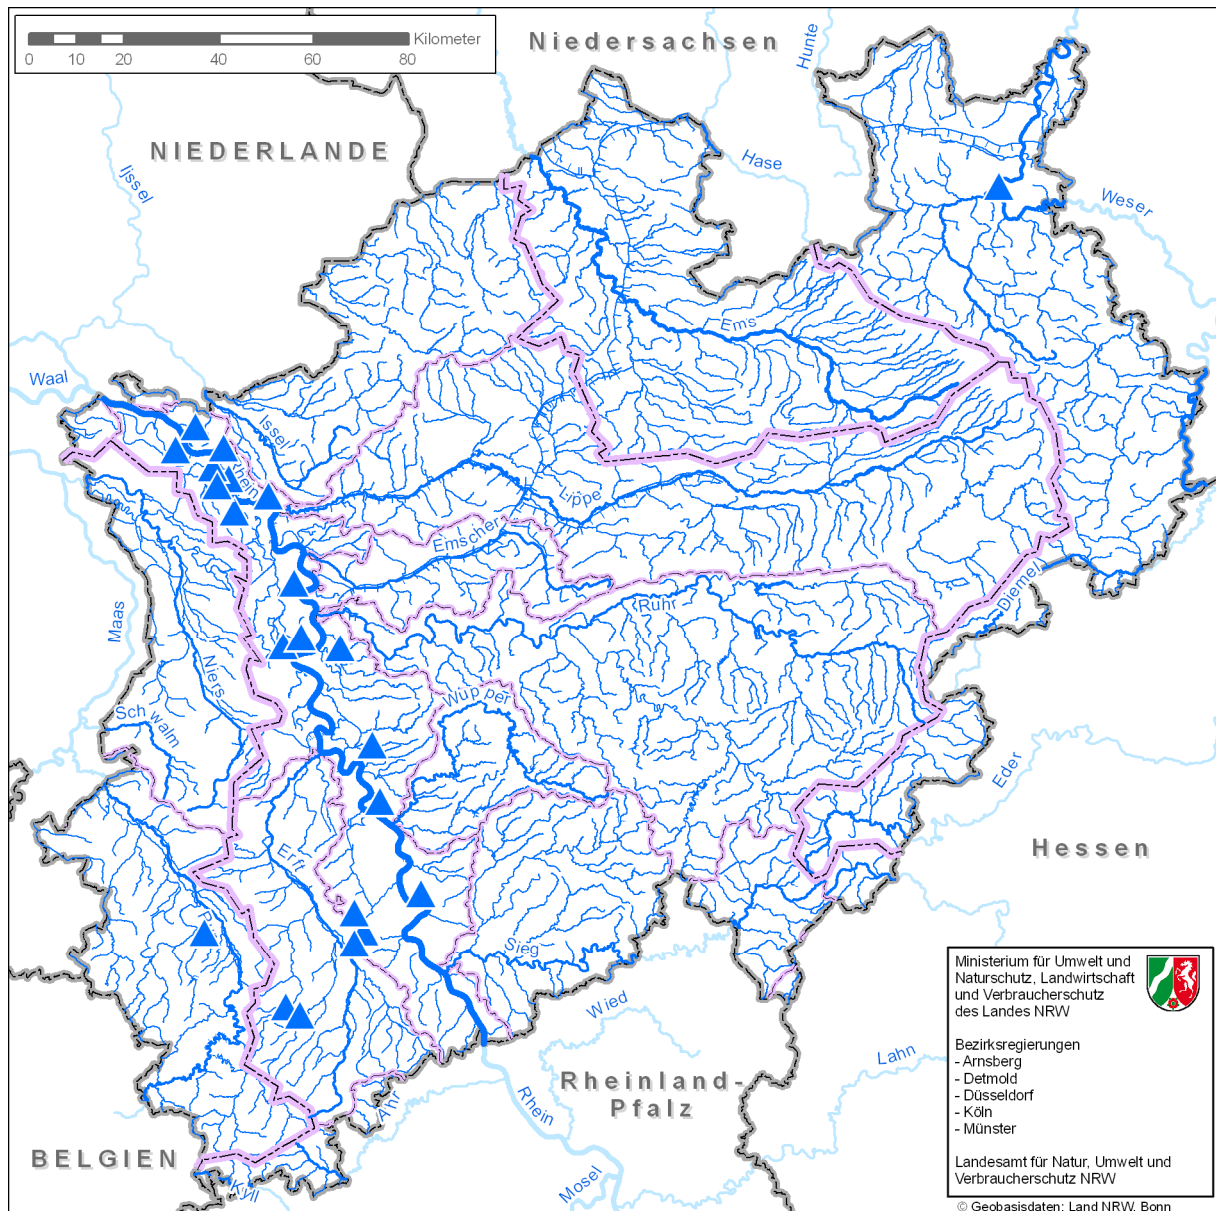 Kilometer
0 10 20 40 60 80
Niedersachsen
Hunte
NIEDERLANDE
Hase
Ijssel
Weser
Ems
Waal
Issel
Rhein
Lippe
Emscher
Diemel
Ruhr
Maas
Niers
Wupper
Schwalm
Eder
Hessen
Erft
Sieg
Wied
Lahn
Rheinland-
Pfalz
Rhein
Ahr
BELGIEN
Kyll
Mosel
Ministerium für Umwelt und
Naturschutz, Landwirtschaft
und Verbraucherschutz
des Landes NRW
Bezirksregierungen
- Arnsberg
- Detmold
- Düsseldorf
- Köln
- Münster
Landesamt für Natur, Umwelt und
Verbraucherschutz NRW
© Geobasisdaten: Land NRW, Bonn